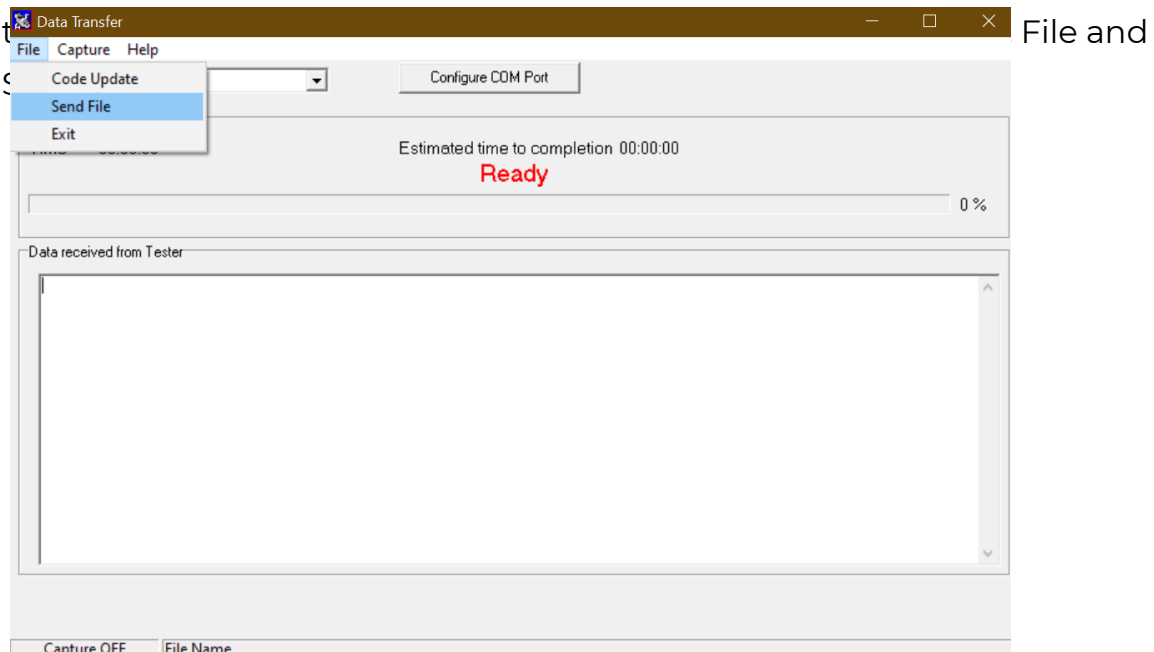 Data Transfer
File and
File Capture Help
Code Update
Configure COM Port
Send File
Exit
Estimated time to completion 00:00:00
Ready
0 %
Data received from Tester
Capture OFF File Name